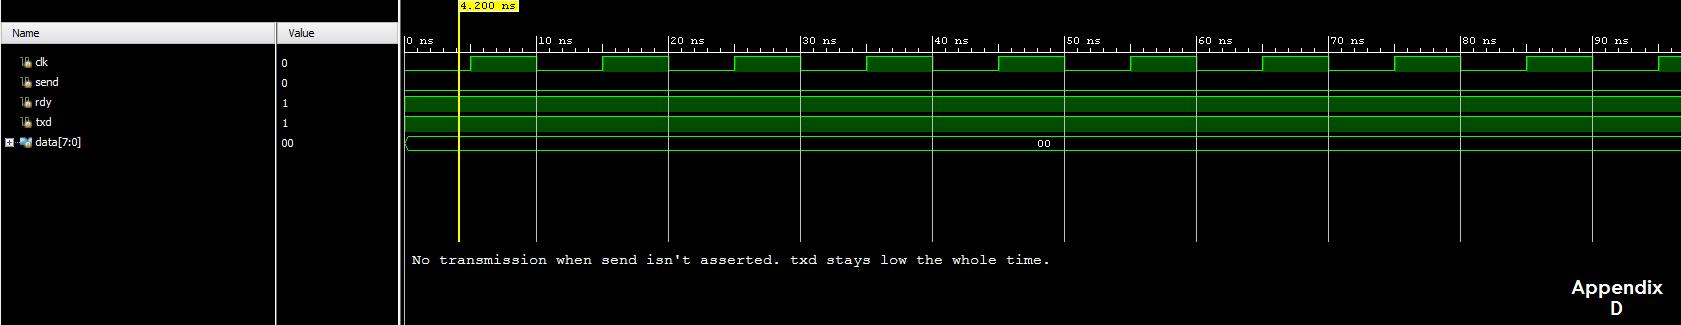 4.200 ns
Name Value
0 ns 10 ns 20 ns 30 ns 40 ns 50 ns 60 ns 70 ns 80 ns 90 ns
clk 0
send 0
rdy 1
txd 1
data[7:0] 00 00
No transmission when send isn't asserted. txd stays low the whole time.
Appendix
D